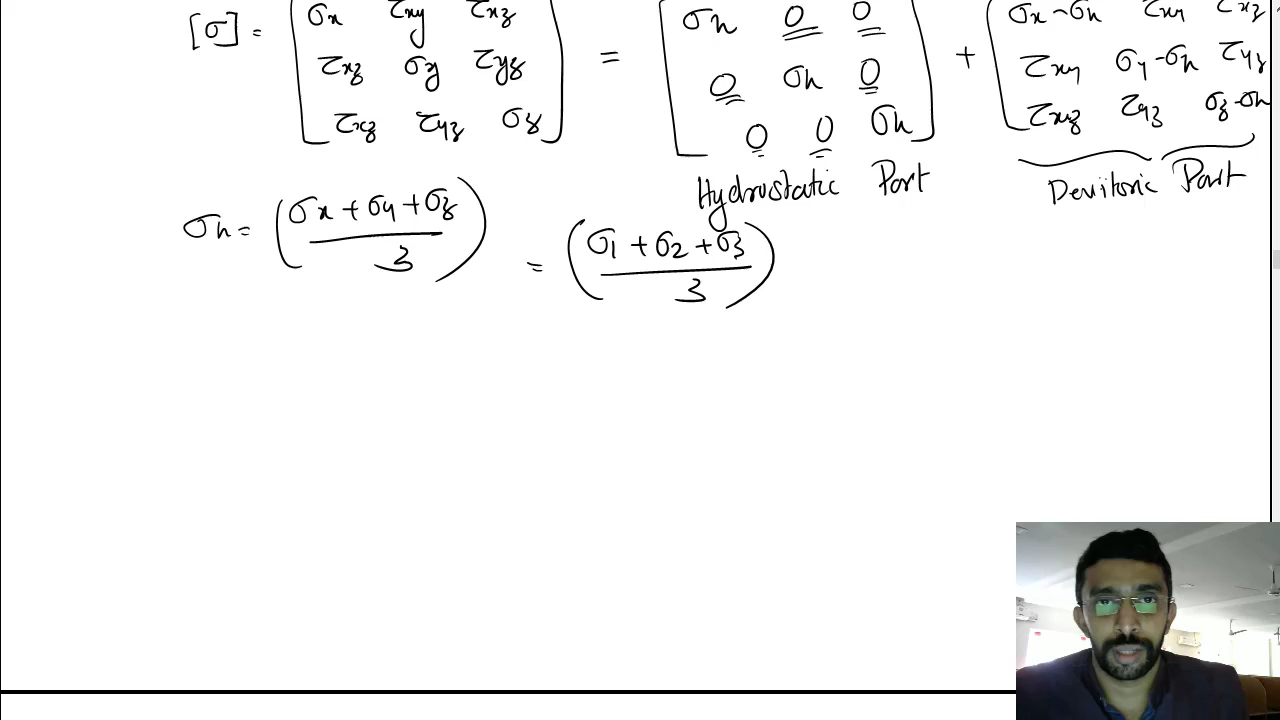 [σ] = [ σx τxy τxz ] = [ σh 0 0 ] + [ σx-σh τxy τxz
τxz σy τyz 0 σh 0 τxy σy-σh τyz
τxz τyz σz 0 0 σh τxz τyz σz-σh
Hydrostatic Part Devitoric Part
σh = (σx + σy + σz / 3) = (σ1 + σ2 + σ3 / 3)